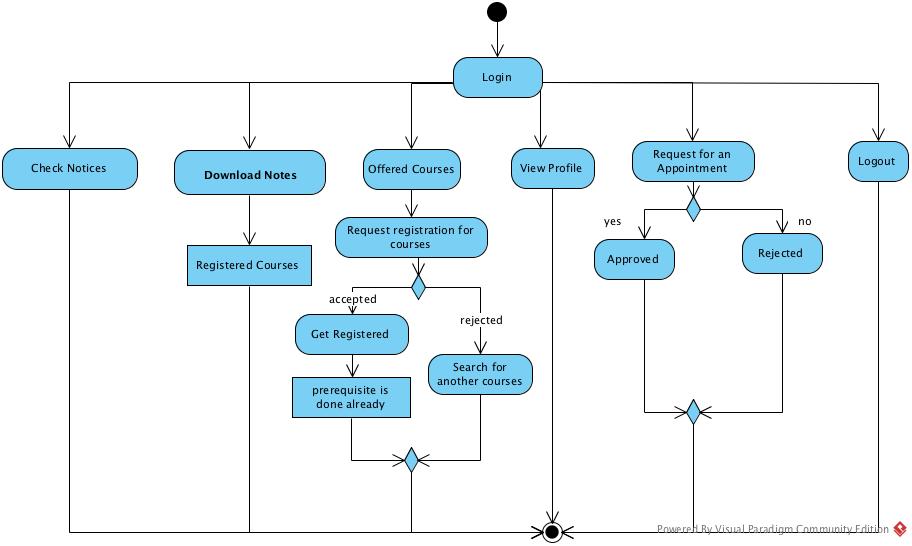 Login
Check Notices
Download Notes
Offered Courses
View Profile
Request for an
Appointment
Logout
Request registration for
courses
yes
no
Registered Courses
Approved
Rejected
accepted
rejected
Get Registered
Search for
another courses
prerequisite is
done already
Powered By Visual Paradigm Community Edition